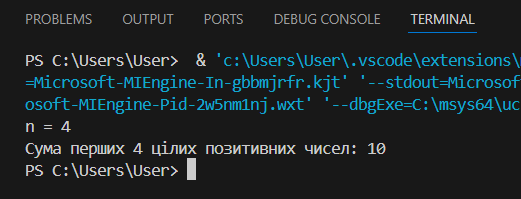 PROBLEMS OUTPUT PORTS DEBUG CONSOLE TERMINAL
PS C:\Users\User>  & 'c:\Users\User\.vscode\extensions\
=Microsoft-MIEngine-In-gbbmjrfr.kjt' '--stdout=Microsof
osoft-MIEngine-Pid-2w5nm1nj.wxt' '--dbgExe=C:\msys64\uc
n = 4
Сума перших 4 цілих позитивних чисел: 10
PS C:\Users\User>